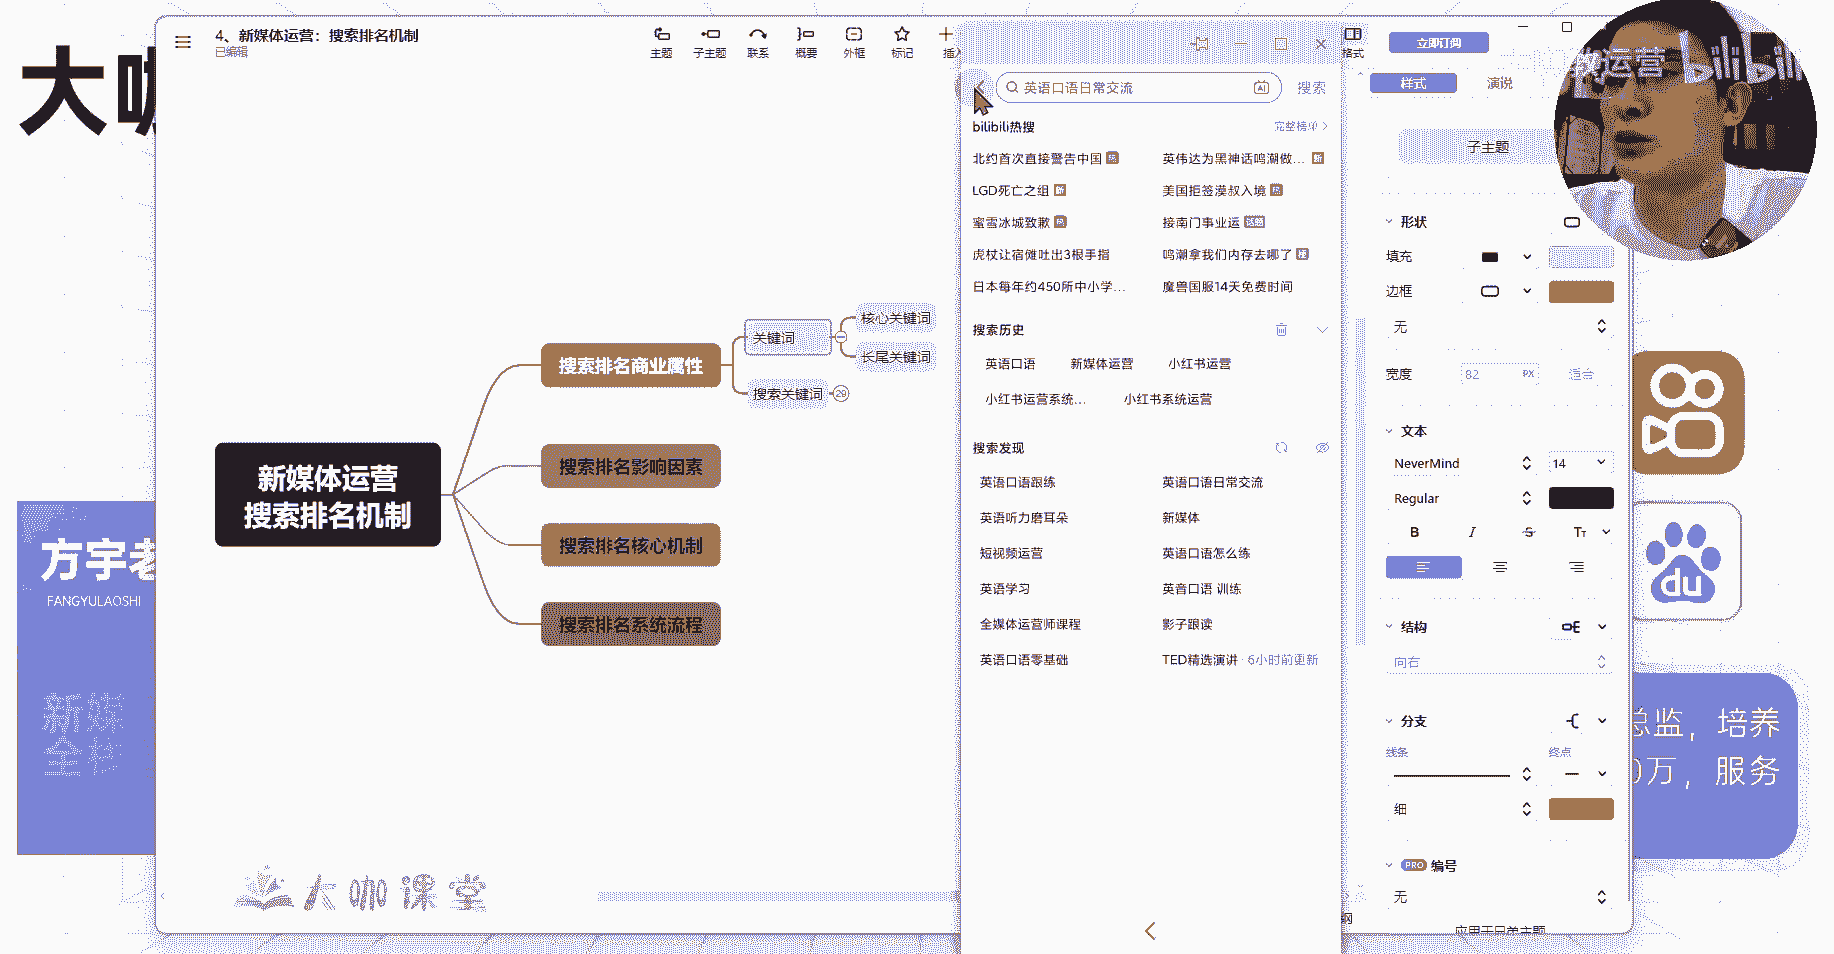 大咖
4、新媒体运营：搜索排名机制
已编辑
主题
子主题
联系
概要
外框
标记
格式
立即订阅
样式
演说
教运营 bilibili
子主题
形状
填充
边框
无
宽度
82 PX
适合
文本
NeverMind
14
Regular
B I S TT
结构
向右
分支
线条
终点
细
PRO 编号
无
应用于只单主题
新媒体运营
搜索排名机制
搜索排名商业属性
关键词
核心关键词
长尾关键词
搜索关键词
29
搜索排名影响因素
搜索排名核心机制
搜索排名系统流程
英语口语日常交流
AI
搜索
bilibili热搜
完整榜单
北约首次直接警告中国 热
英伟达为黑神话鸣潮做... 新
LGD死亡之组 新
美国拒签漠叔入境 热
蜜雪冰城致歉 热
接南门事业运 话题
虎杖让宿傩吐出3根手指
鸣潮拿我们内存去哪了
日本每年约450所中小学...
魔兽国服14天免费时间
搜索历史
英语口语
新媒体运营
小红书运营
小红书运营系统...
小红书系统运营
搜索发现
英语口语跟练
英语口语日常交流
英语听力磨耳朵
新媒体
短视频运营
英语口语怎么练
英语学习
英音口语 训练
全媒体运营师课程
影子跟读
英语口语零基础
TED精选演讲 · 6小时前更新
方宇老
FANGYULAOSHI
新媒
全栈
大咖课堂
du
总监，培养
0万，服务